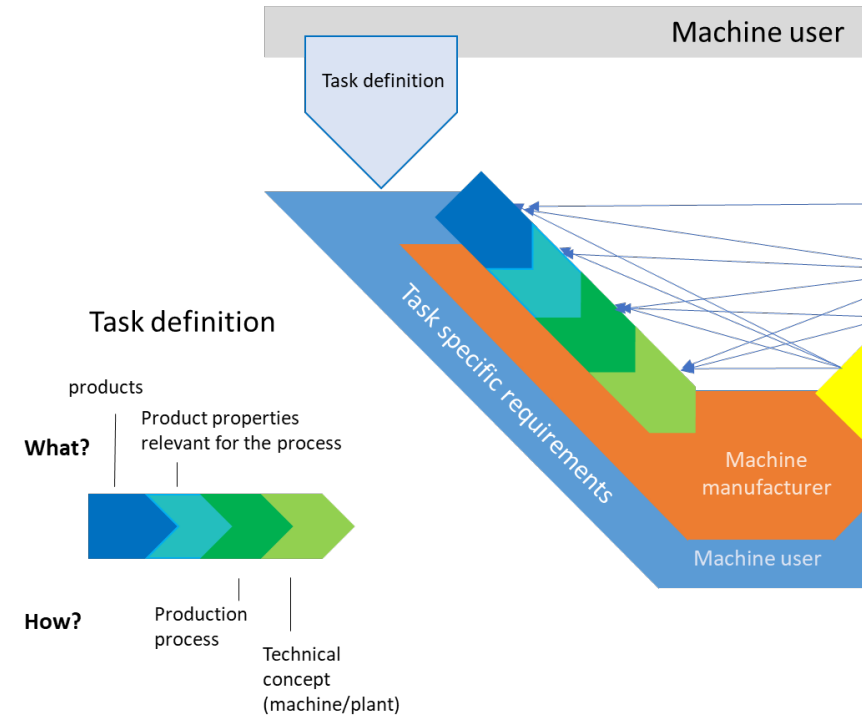 Machine user
Task definition
Task specific requirements
Task definition
products
Product properties
relevant for the process
What?
Machine
manufacturer
Machine user
How?
Production
process
Technical
concept
(machine/plant)